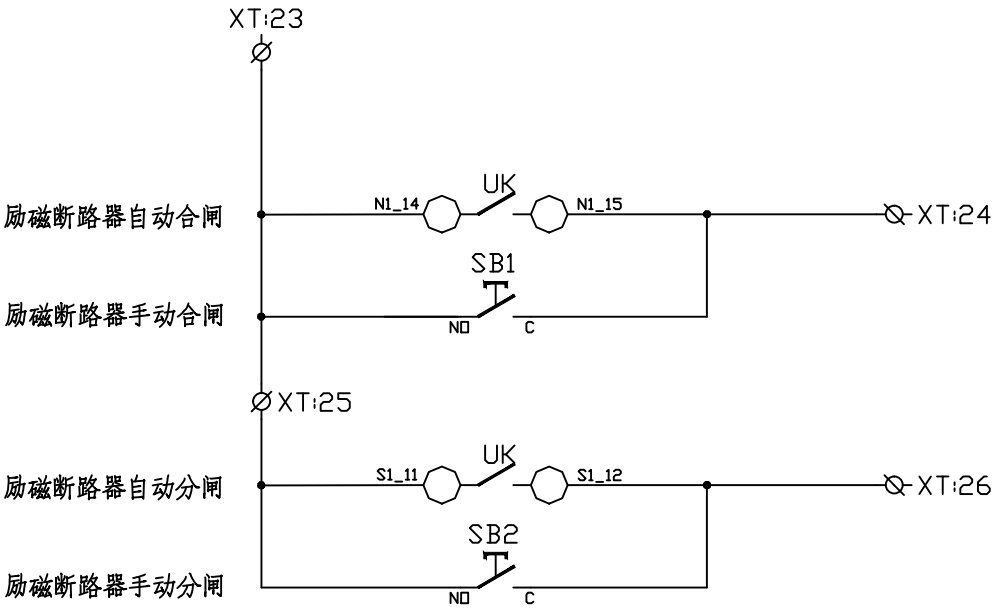 XT:23
励磁断路器自动合闸
N1_14
UK
N1_15
XT:24
SB1
励磁断路器手动合闸
NO
C
XT:25
励磁断路器自动分闸
S1_11
UK
S1_12
XT:26
SB2
励磁断路器手动分闸
NO
C